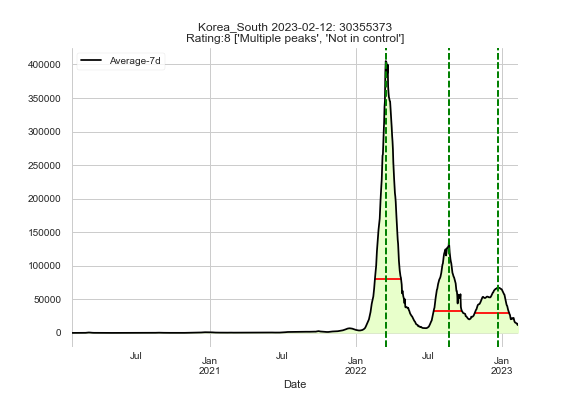 Korea_South 2023-02-12: 30355373
Rating:8 ['Multiple peaks', 'Not in control']
Average-7d
400000
350000
300000
250000
200000
150000
100000
50000
0
Jul
Jan
2021
Jul
Jan
2022
Jul
Jan
2023
Date